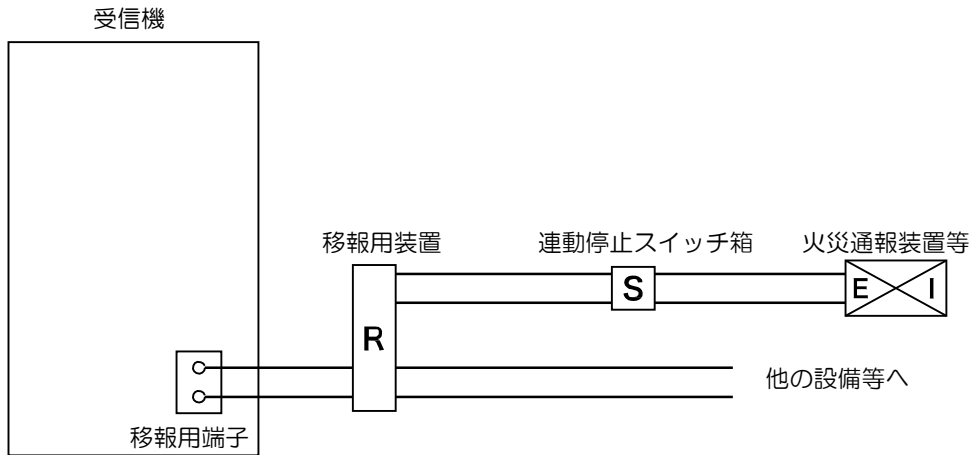 受信機
移報用装置
連動停止スイッチ箱
火災通報装置等
S
E I
R
他の設備等へ
移報用端子